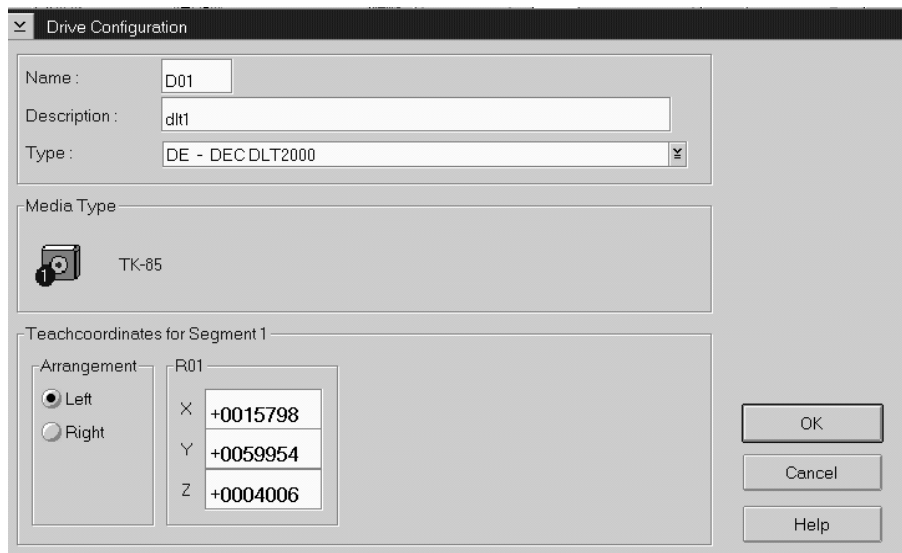 Drive Configuration
Name :
D01
Description :
dlt1
Type :
DE - DEC DLT2000
Media Type
1
TK-85
Teachcoordinates for Segment 1
Arrangement
Left
Right
R01
X +0015798
Y +0059954
Z +0004006
OK
Cancel
Help